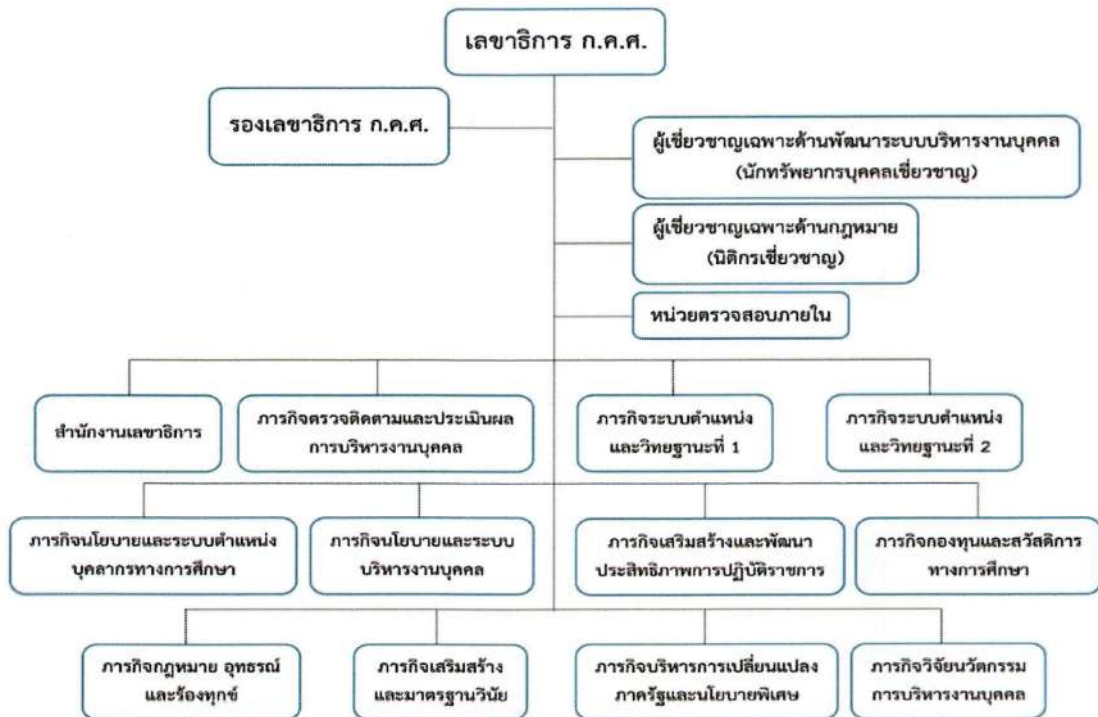 เลขาธิการ ก.ค.ศ.
รองเลขาธิการ ก.ค.ศ.
ผู้เชี่ยวชาญเฉพาะด้านพัฒนาระบบบริหารงานบุคคล
(นักทรัพยากรบุคคลเชี่ยวชาญ)
ผู้เชี่ยวชาญเฉพาะด้านกฎหมาย
(นิติกรเชี่ยวชาญ)
หน่วยตรวจสอบภายใน
สำนักงานเลขาธิการ
ภารกิจตรวจติดตามและประเมินผล
การบริหารงานบุคคล
ภารกิจระบบตำแหน่ง
และวิทยฐานะที่ 1
ภารกิจระบบตำแหน่ง
และวิทยฐานะที่ 2
ภารกิจนโยบายและระบบตำแหน่ง
บุคลากรทางการศึกษา
ภารกิจนโยบายและระบบ
บริหารงานบุคคล
ภารกิจเสริมสร้างและพัฒนา
ประสิทธิภาพการปฏิบัติราชการ
ภารกิจกองทุนและสวัสดิการ
ทางการศึกษา
ภารกิจกฎหมาย อุทธรณ์
และร้องทุกข์
ภารกิจเสริมสร้าง
และมาตรฐานวินัย
ภารกิจบริหารการเปลี่ยนแปลง
ภาครัฐและนโยบายพิเศษ
ภารกิจวิจัยนวัตกรรม
การบริหารงานบุคคล